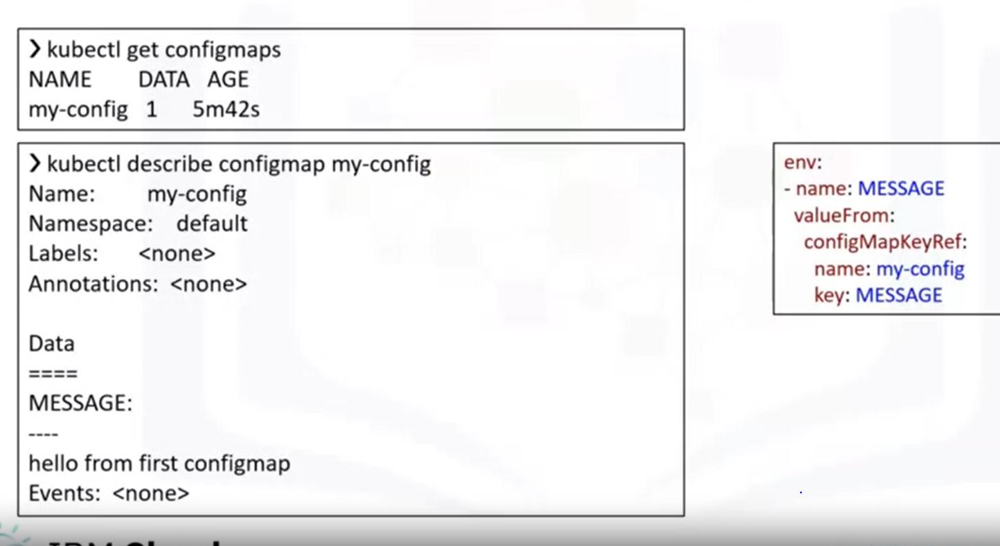 ❯ kubectl get configmaps
NAME DATA AGE
my-config 1 5m42s
❯ kubectl describe configmap my-config
Name: my-config
Namespace: default
Labels: <none>
Annotations: <none>
Data
====
MESSAGE:
----
hello from first configmap
Events: <none>
env:
- name: MESSAGE
valueFrom:
configMapKeyRef:
name: my-config
key: MESSAGE